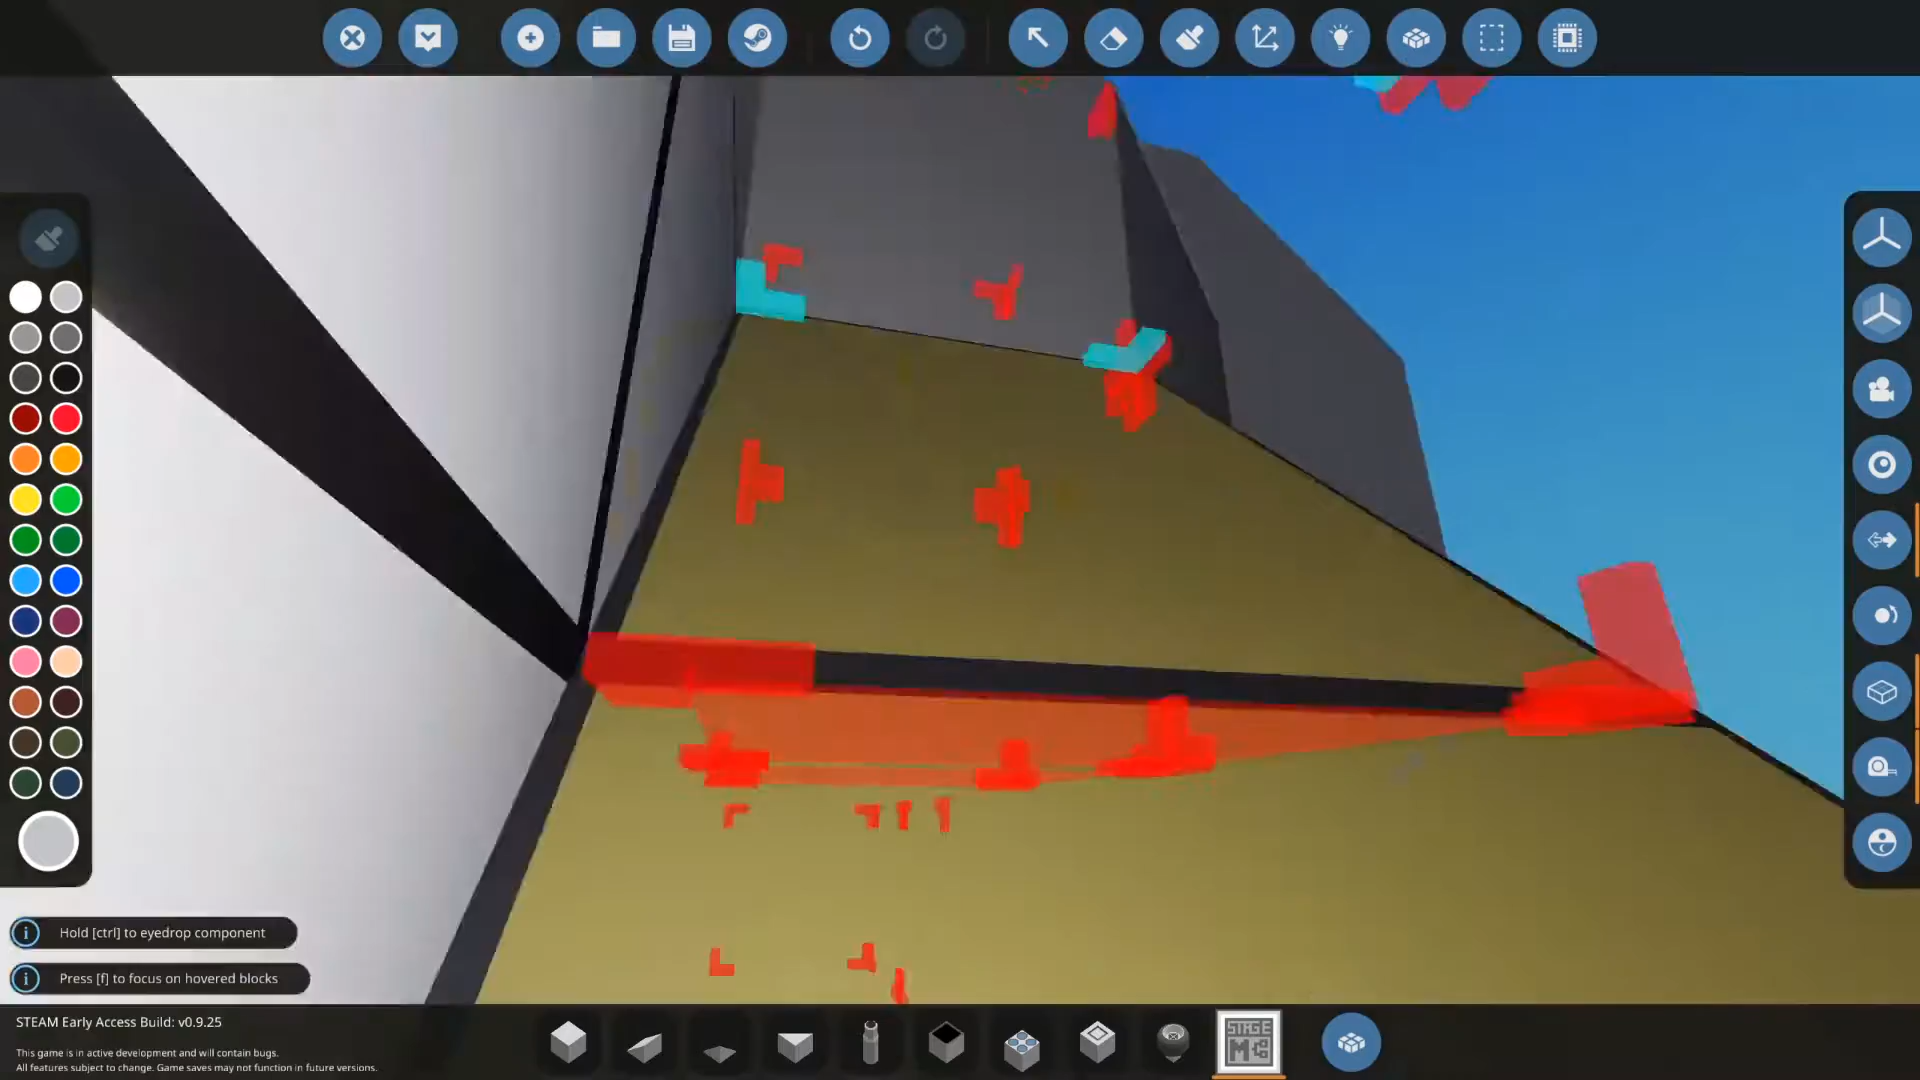 Hold [ctrl] to eyedrop component
Press [f] to focus on hovered blocks
STEAM Early Access Build: v0.9.25
This game is in active development and will contain bugs.
All features subject to change. Game saves may not function in future versions.
STAGE
M